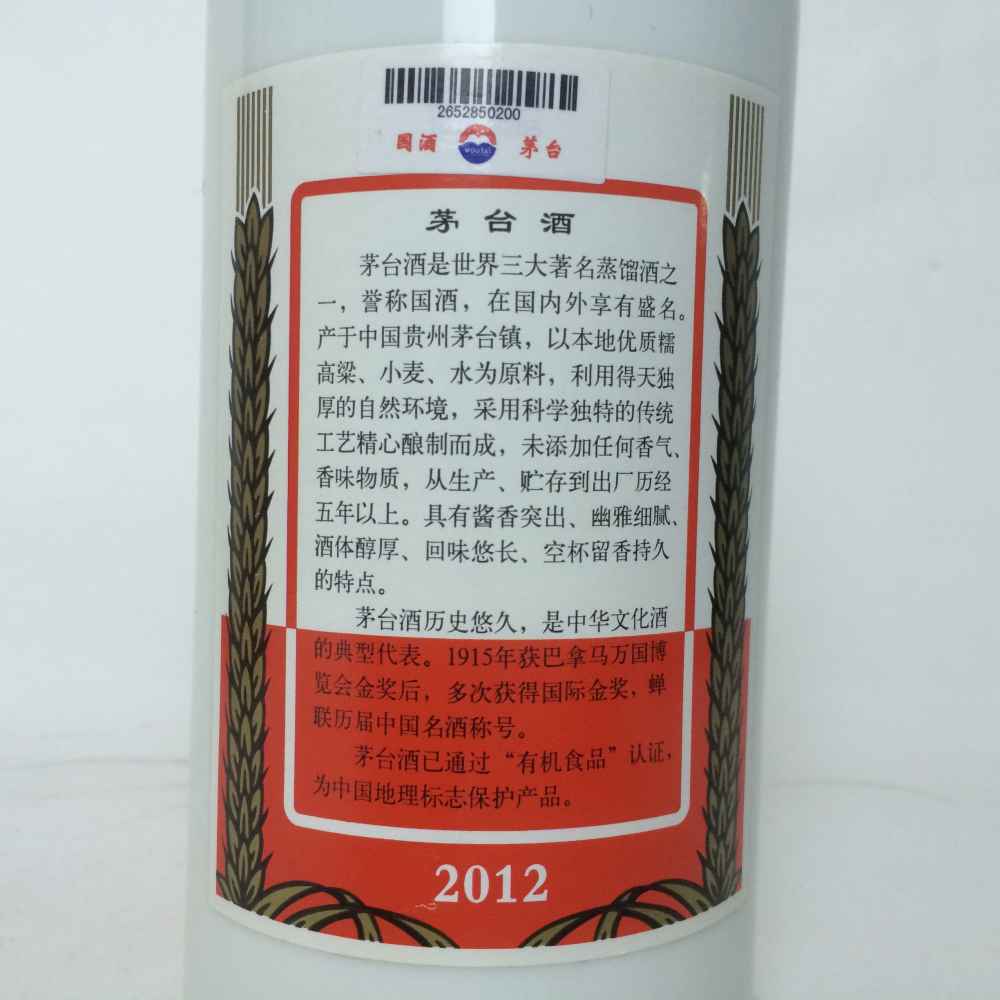 2652850200
国酒 moutai 茅台
茅台酒
茅台酒是世界三大著名蒸馏酒之
一，誉称国酒，在国内外享有盛名。
产于中国贵州茅台镇，以本地优质糯
高粱、小麦、水为原料，利用得天独
厚的自然环境，采用科学独特的传统
工艺精心酿制而成，未添加任何香气、
香味物质，从生产、贮存到出厂历经
五年以上。具有酱香突出、幽雅细腻、
酒体醇厚、回味悠长、空杯留香持久
的特点。
茅台酒历史悠久，是中华文化酒
的典型代表。1915年获巴拿马万国博
览会金奖后，多次获得国际金奖，蝉
联历届中国名酒称号。
茅台酒已通过“有机食品”认证，
为中国地理标志保护产品。
2012